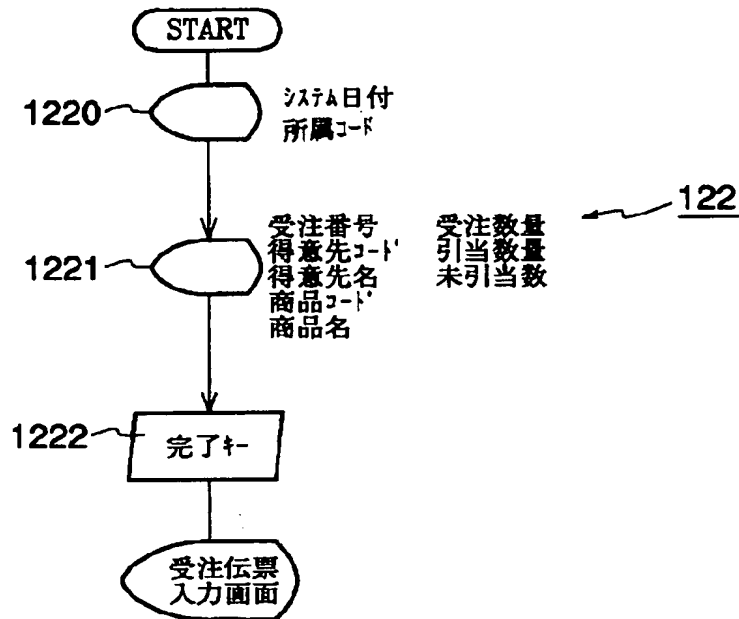 START
1220
システム日付
所属コード
122
1221
受注番号 受注数量
得意先コード 引当数量
得意先名 未引当数
商品コード
商品名
1222
完了キー
受注伝票
入力画面